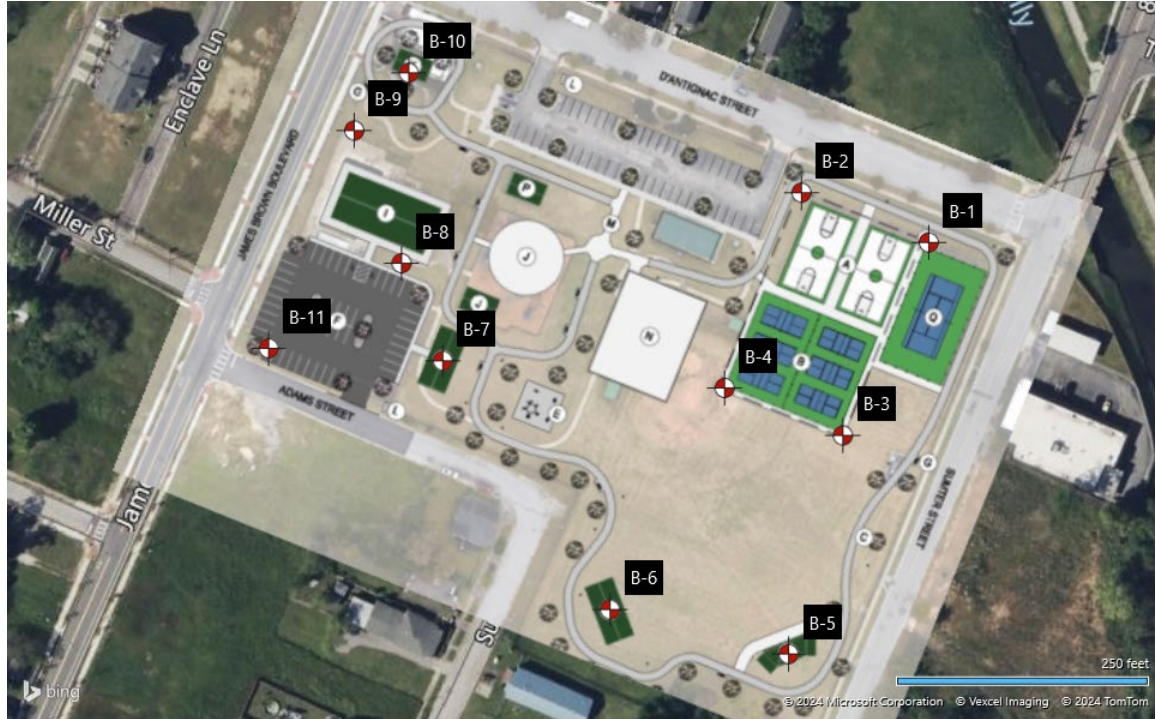 Enclave Ln
Miller St
JAMES BROWN BOULEVARD
D'ANTIGNAC STREET
ADAMS STREET
SUMTER STREET
B-10
B-9
B-2
B-1
B-8
B-11
B-7
B-4
B-3
B-6
B-5
G
L
P
I
M
J
A
Q
J
F
N
B
E
L
G
C
250 feet
bing
© 2024 Microsoft Corporation © Vexcel Imaging © 2024 TomTom